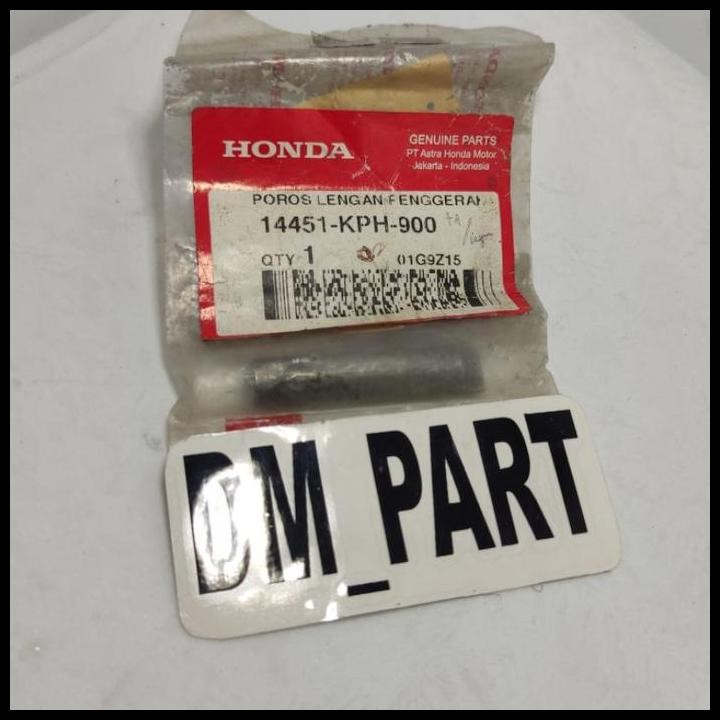 HONDA
GENUINE PARTS
PT Astra Honda Motor
Jakarta - Indonesia
POROS LENGAN PENGGERAK
14451-KPH-900
QTY 1
01G9Z15
DM_PART